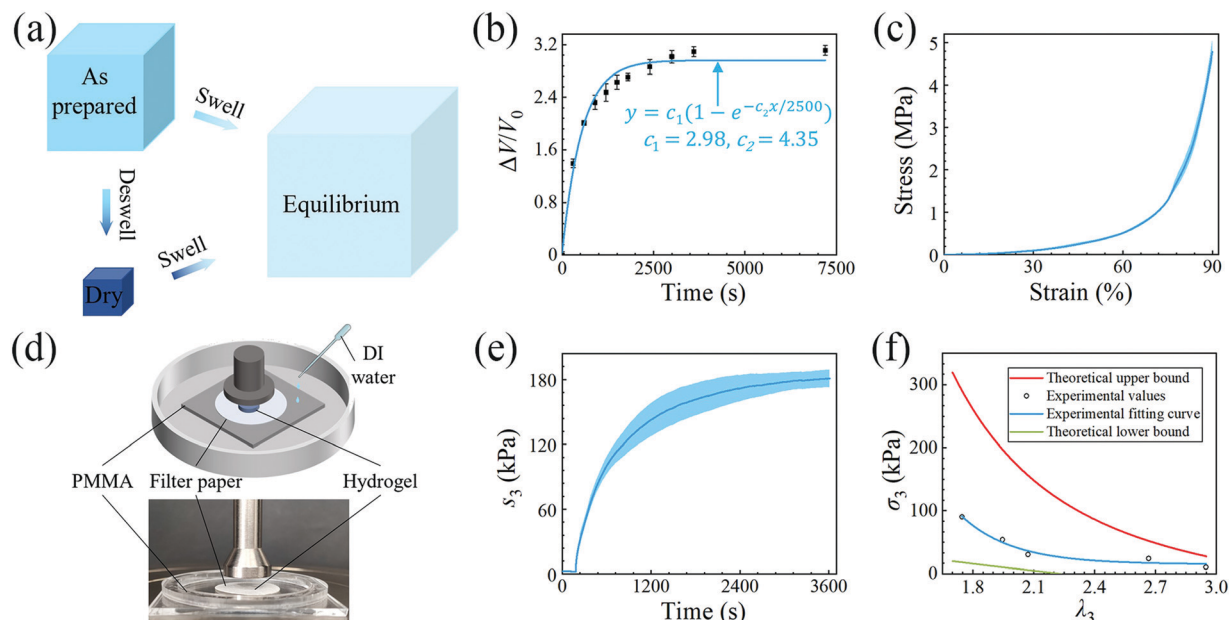 (a)
As
prepared
Swell
Deswell
Dry
Swell
Equilibrium
(b)
ΔV/V₀
3.2
2.4
1.6
0.8
0
y = c₁(1 − e^{−c₂x/2500})
c₁ = 2.98, c₂ = 4.35
0 2500 5000 7500
Time (s)
(c)
Stress (MPa)
5
4
3
2
1
0
0 30 60 90
Strain (%)
(d)
DI
water
PMMA Filter paper Hydrogel
(e)
s₃ (kPa)
180
120
60
0
0 1200 2400 3600
Time (s)
(f)
σ₃ (kPa)
300
200
100
0
Theoretical upper bound
Experimental values
Experimental fitting curve
Theoretical lower bound
1.8 2.1 2.4 2.7 3.0
λ₃